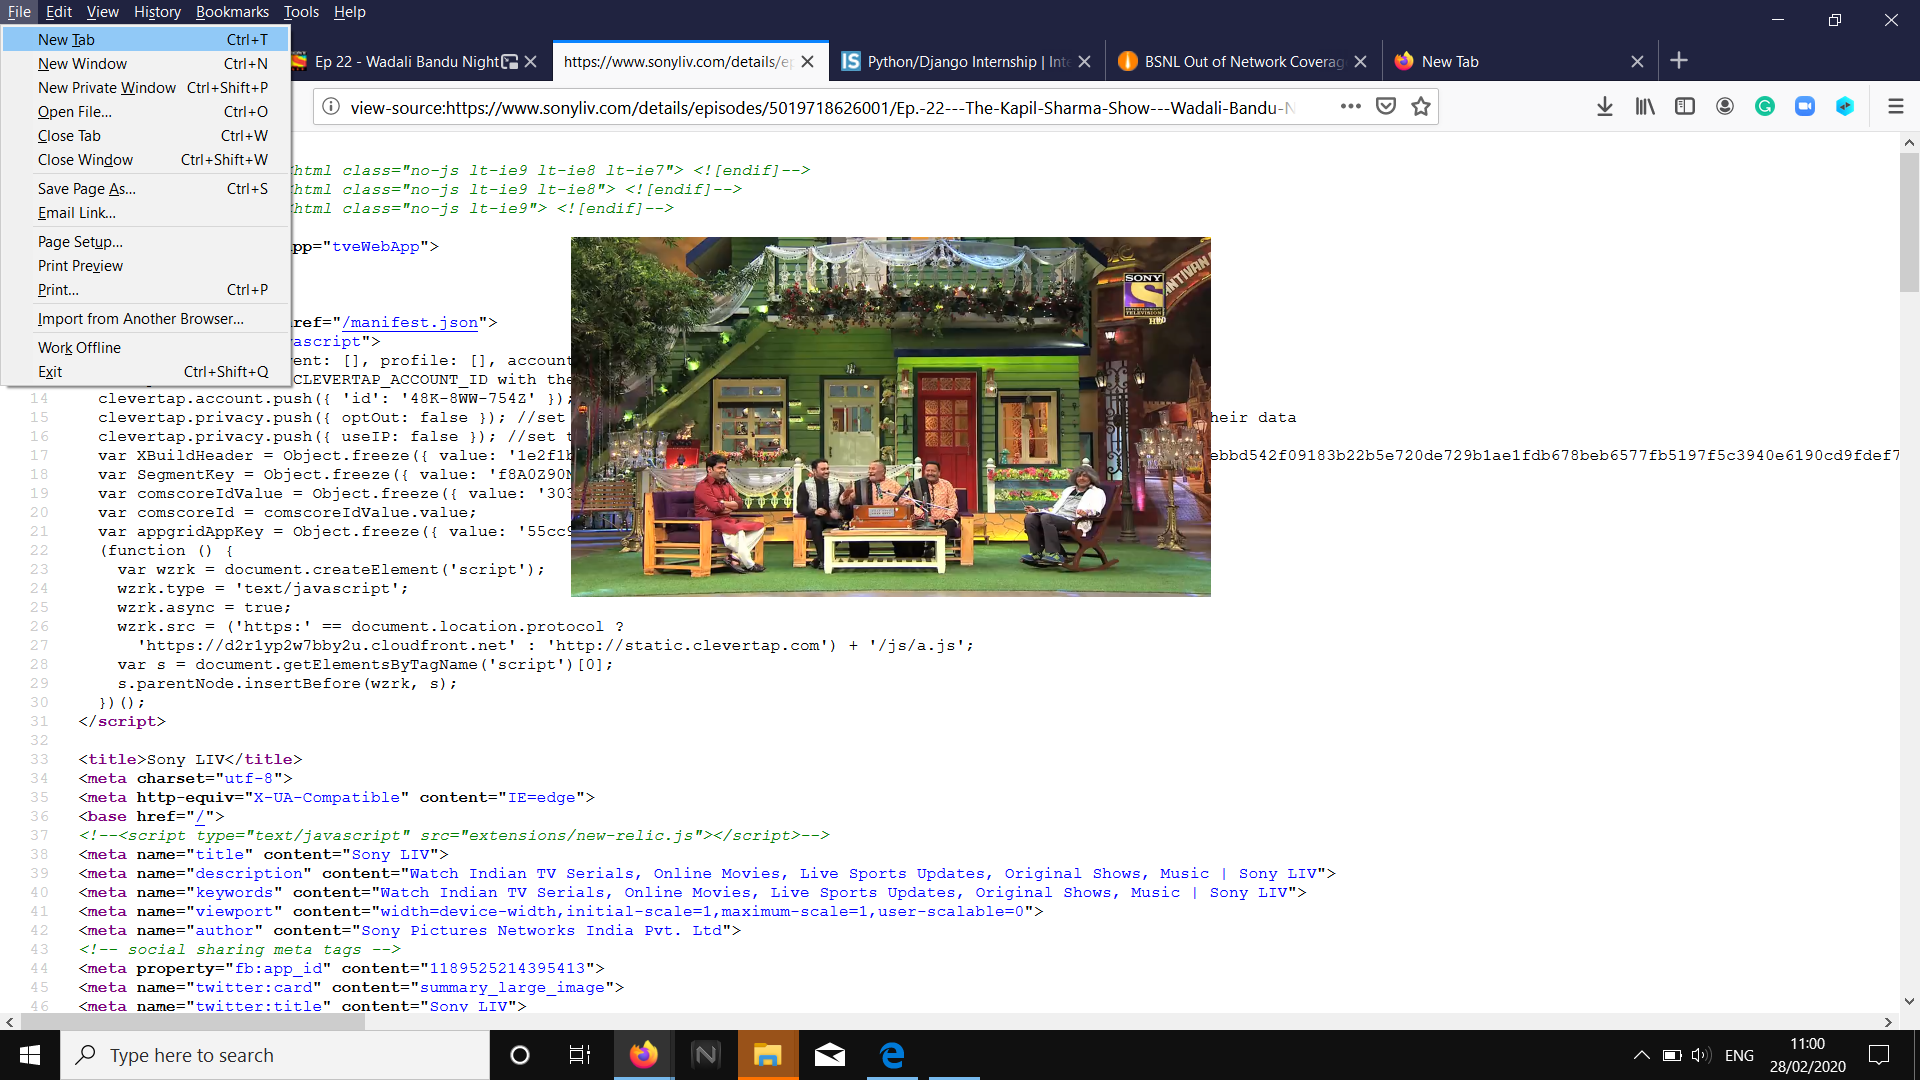 File Edit View History Bookmarks Tools Help
New Tab Ctrl+T
New Window Ctrl+N
New Private Window Ctrl+Shift+P
Open File... Ctrl+O
Close Tab Ctrl+W
Close Window Ctrl+Shift+W
Save Page As... Ctrl+S
Email Link...
Page Setup...
Print Preview
Print... Ctrl+P
Import from Another Browser...
Work Offline
Exit Ctrl+Shift+Q
Ep 22 - Wadali Bandu Night
https://www.sonyliv.com/details/ep
Python/Django Internship | Inte
BSNL Out of Network Coverag
New Tab
view-source:https://www.sonyliv.com/details/episodes/5019718626001/Ep.-22---The-Kapil-Sharma-Show---Wadali-Bandu-N
html class="no-js lt-ie9 lt-ie8 lt-ie7"> <![endif]-->
html class="no-js lt-ie9 lt-ie8"> <![endif]-->
html class="no-js lt-ie9"> <![endif]-->
pp="tveWebApp">
ref="/manifest.json">
ascript">
ent: [], profile: [], account
CLEVERTAP_ACCOUNT_ID with the
14 clevertap.account.push({ 'id': '48K-8WW-754Z' });
15 clevertap.privacy.push({ optOut: false }); //set heir data
16 clevertap.privacy.push({ useIP: false }); //set t
17 var XBuildHeader = Object.freeze({ value: '1e2f1b ebbd542f09183b22b5e720de729b1ae1fdb678beb6577fb5197f5c3940e6190cd9fdef7
18 var SegmentKey = Object.freeze({ value: 'f8A0Z90N
19 var comscoreIdValue = Object.freeze({ value: '303
20 var comscoreId = comscoreIdValue.value;
21 var appgridAppKey = Object.freeze({ value: '55cc9
22 (function () {
23 var wzrk = document.createElement('script');
24 wzrk.type = 'text/javascript';
25 wzrk.async = true;
26 wzrk.src = ('https:' == document.location.protocol ?
27 'https://d2r1yp2w7bby2u.cloudfront.net' : 'http://static.clevertap.com') + '/js/a.js';
28 var s = document.getElementsByTagName('script')[0];
29 s.parentNode.insertBefore(wzrk, s);
30 })();
31 </script>
32
33 <title>Sony LIV</title>
34 <meta charset="utf-8">
35 <meta http-equiv="X-UA-Compatible" content="IE=edge">
36 <base href="/">
37 <!--<script type="text/javascript" src="extensions/new-relic.js"></script>-->
38 <meta name="title" content="Sony LIV">
39 <meta name="description" content="Watch Indian TV Serials, Online Movies, Live Sports Updates, Original Shows, Music | Sony LIV">
40 <meta name="keywords" content="Watch Indian TV Serials, Online Movies, Live Sports Updates, Original Shows, Music | Sony LIV">
41 <meta name="viewport" content="width=device-width,initial-scale=1,maximum-scale=1,user-scalable=0">
42 <meta name="author" content="Sony Pictures Networks India Pvt. Ltd">
43 <!-- social sharing meta tags -->
44 <meta property="fb:app_id" content="1189525214395413">
45 <meta name="twitter:card" content="summary_large_image">
46 <meta name="twitter:title" content="Sony LIV">
SONY
S
HD
Type here to search
ENG
11:00
28/02/2020